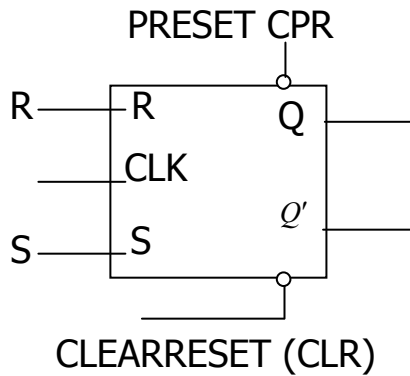 PRESET CPR
R R Q
CLK
Q′
S S
CLEARRESET (CLR)